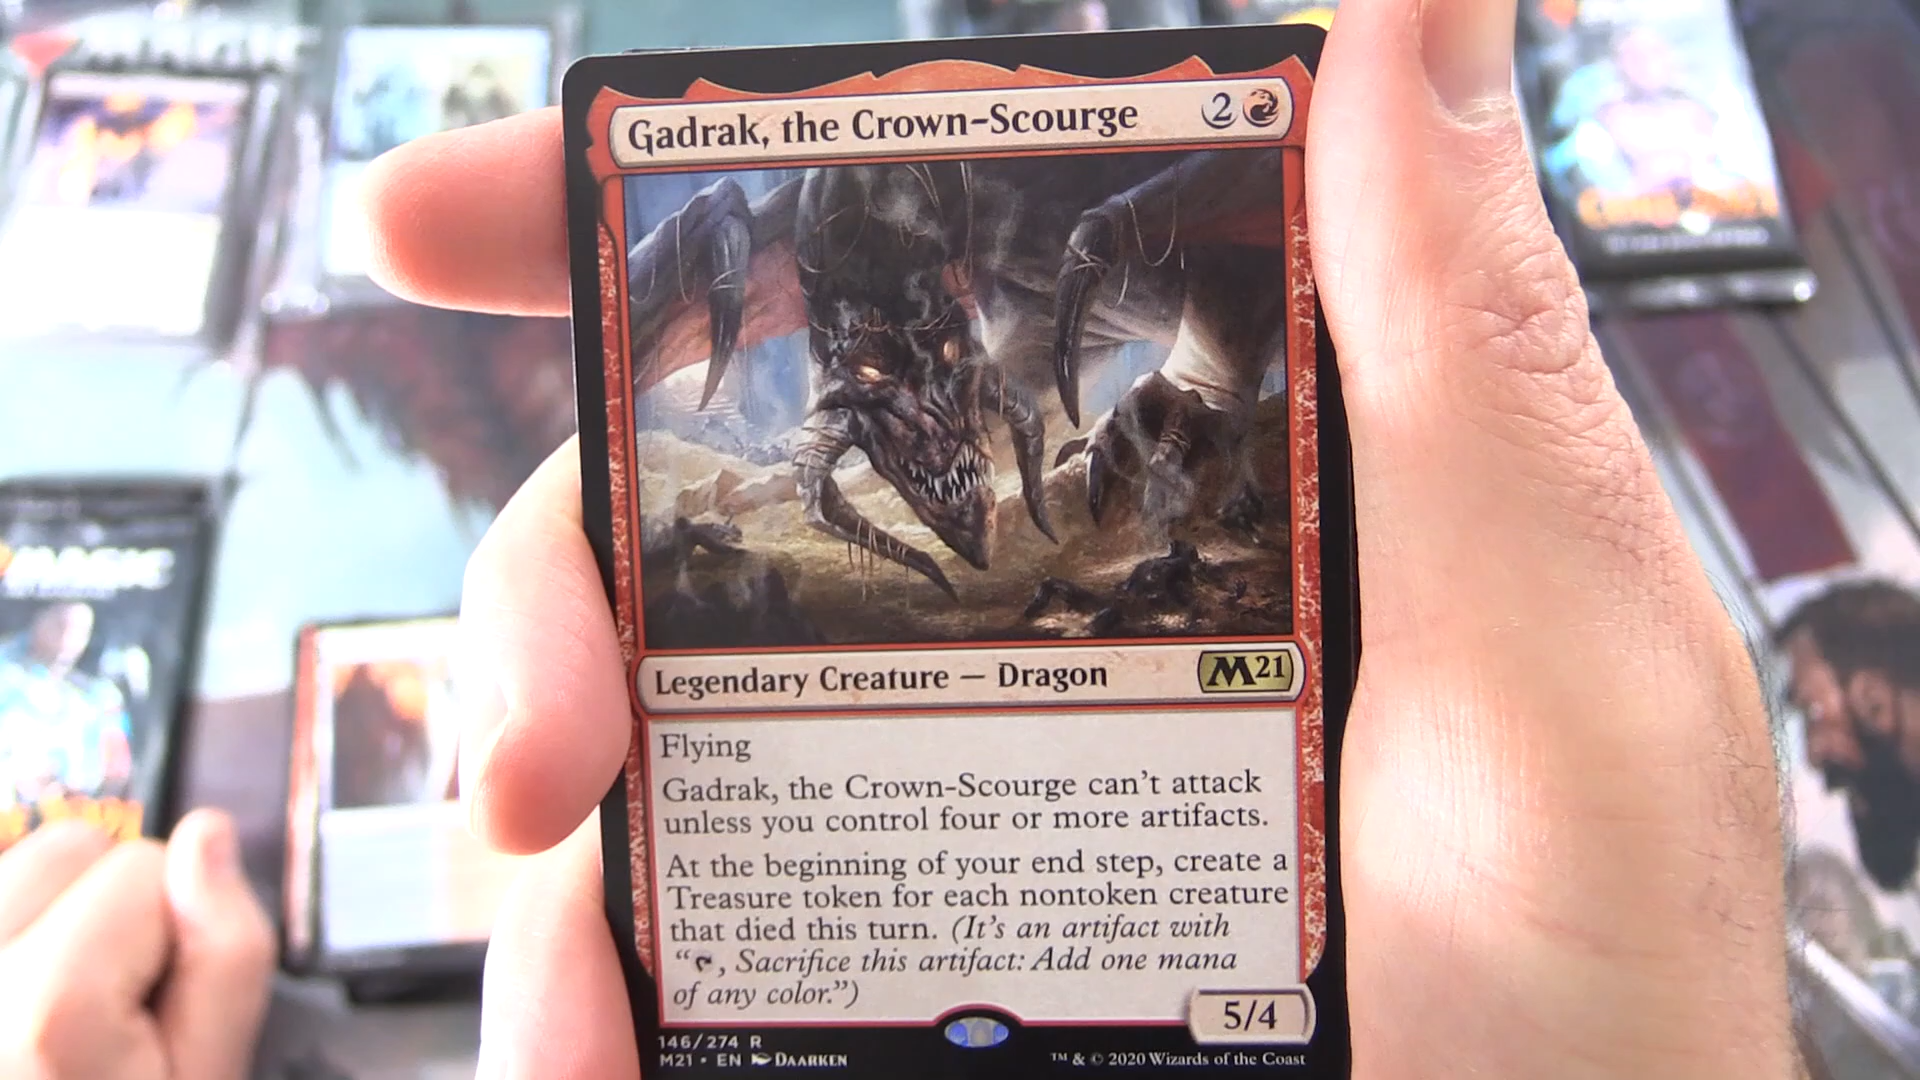 MAGIC
Gadrak, the Crown-Scourge 2
Legendary Creature — Dragon M21
Flying
Gadrak, the Crown-Scourge can't attack
unless you control four or more artifacts.
At the beginning of your end step, create a
Treasure token for each nontoken creature
that died this turn. (It's an artifact with
“, Sacrifice this artifact: Add one mana
of any color.”)
5/4
146/274 R
M21 • EN DAARKEN
™ & © 2020 Wizards of the Coast
MAGIC